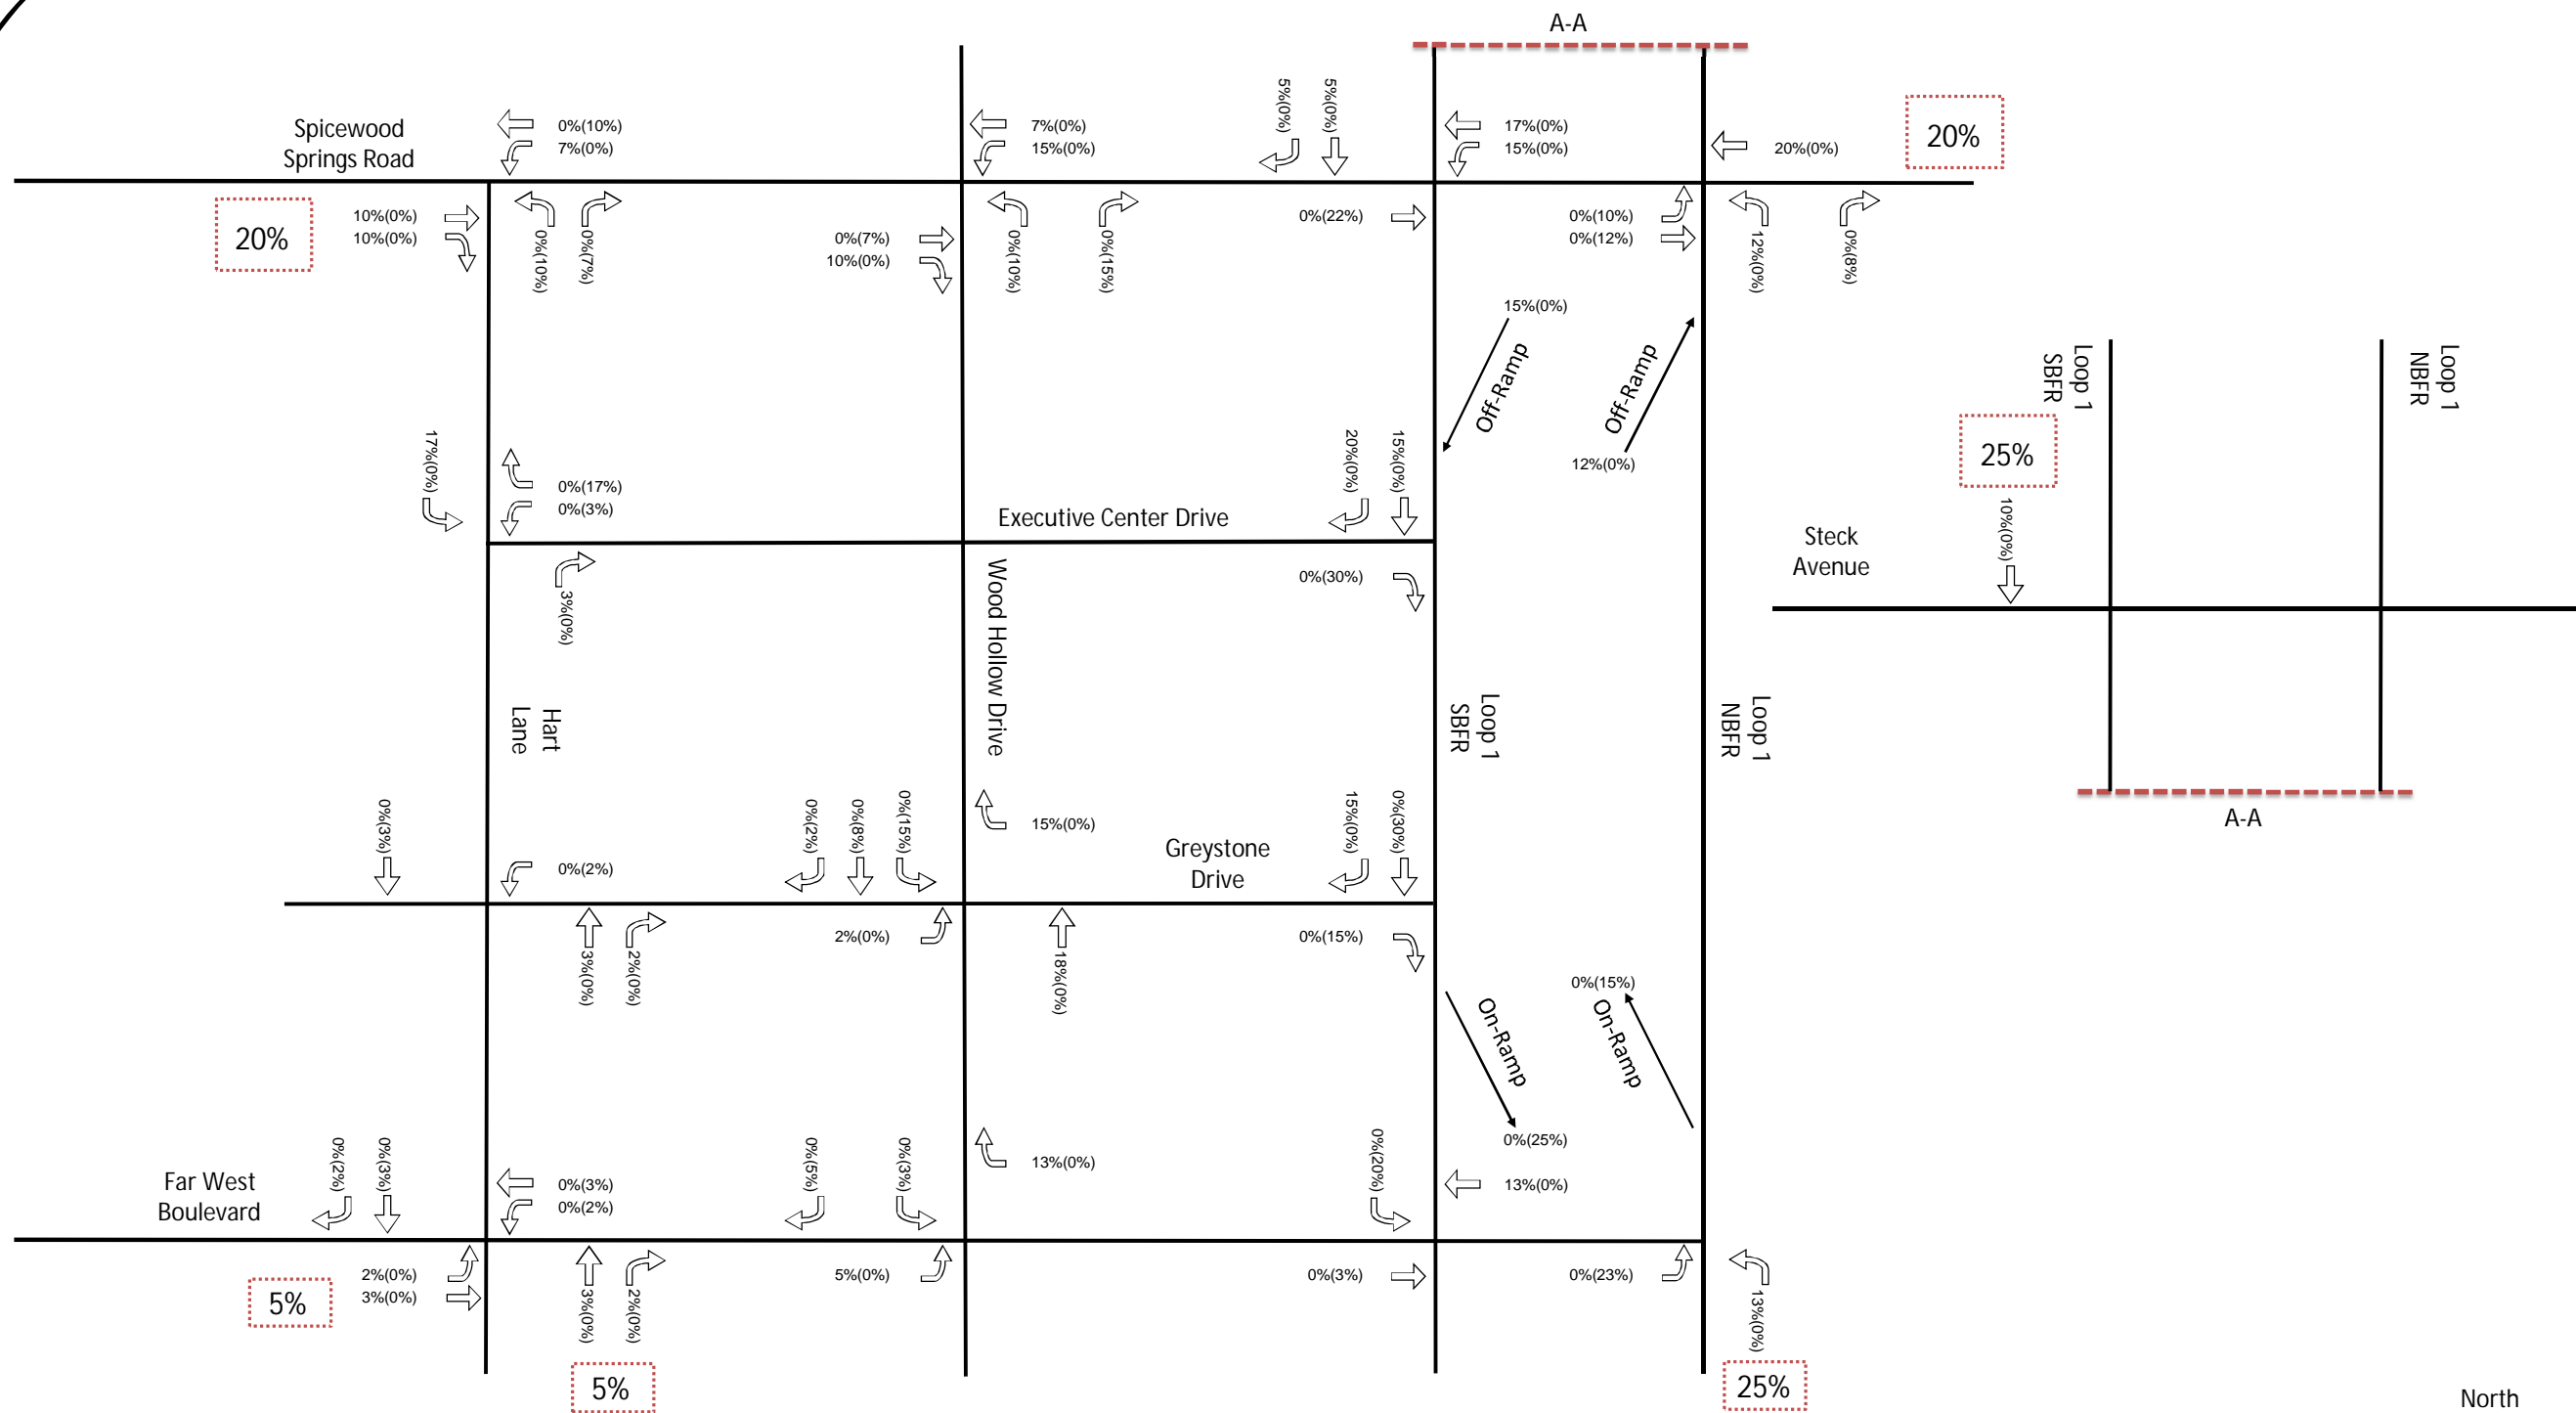 A-A
Spicewood
Springs Road
0%(10%)
7%(0%)
7%(0%)
15%(0%)
5%(0%)
5%(0%)
17%(0%)
15%(0%)
20%(0%)
20%
20%
10%(0%)
10%(0%)
0%(10%)
0%(7%)
0%(7%)
10%(0%)
0%(10%)
0%(15%)
0%(22%)
0%(10%)
0%(12%)
12%(0%)
0%(8%)
15%(0%)
Off-Ramp
Off-Ramp
12%(0%)
Loop 1
SBFR
Loop 1
NBFR
25%
10%(0%)
Steck
Avenue
A-A
17%(0%)
0%(17%)
0%(3%)
Executive Center Drive
20%(0%)
15%(0%)
3%(0%)
Wood Hollow Drive
0%(30%)
Hart
Lane
Loop 1
SBFR
Loop 1
NBFR
0%(3%)
0%(2%)
0%(2%)
0%(8%)
0%(15%)
15%(0%)
Greystone
Drive
15%(0%)
0%(30%)
3%(0%)
2%(0%)
2%(0%)
18%(0%)
0%(15%)
On-Ramp
0%(25%)
0%(15%)
On-Ramp
Far West
Boulevard
0%(2%)
0%(3%)
0%(3%)
0%(2%)
0%(5%)
0%(3%)
13%(0%)
0%(20%)
13%(0%)
5%
2%(0%)
3%(0%)
3%(0%)
2%(0%)
5%(0%)
0%(3%)
0%(23%)
13%(0%)
5%
25%
North